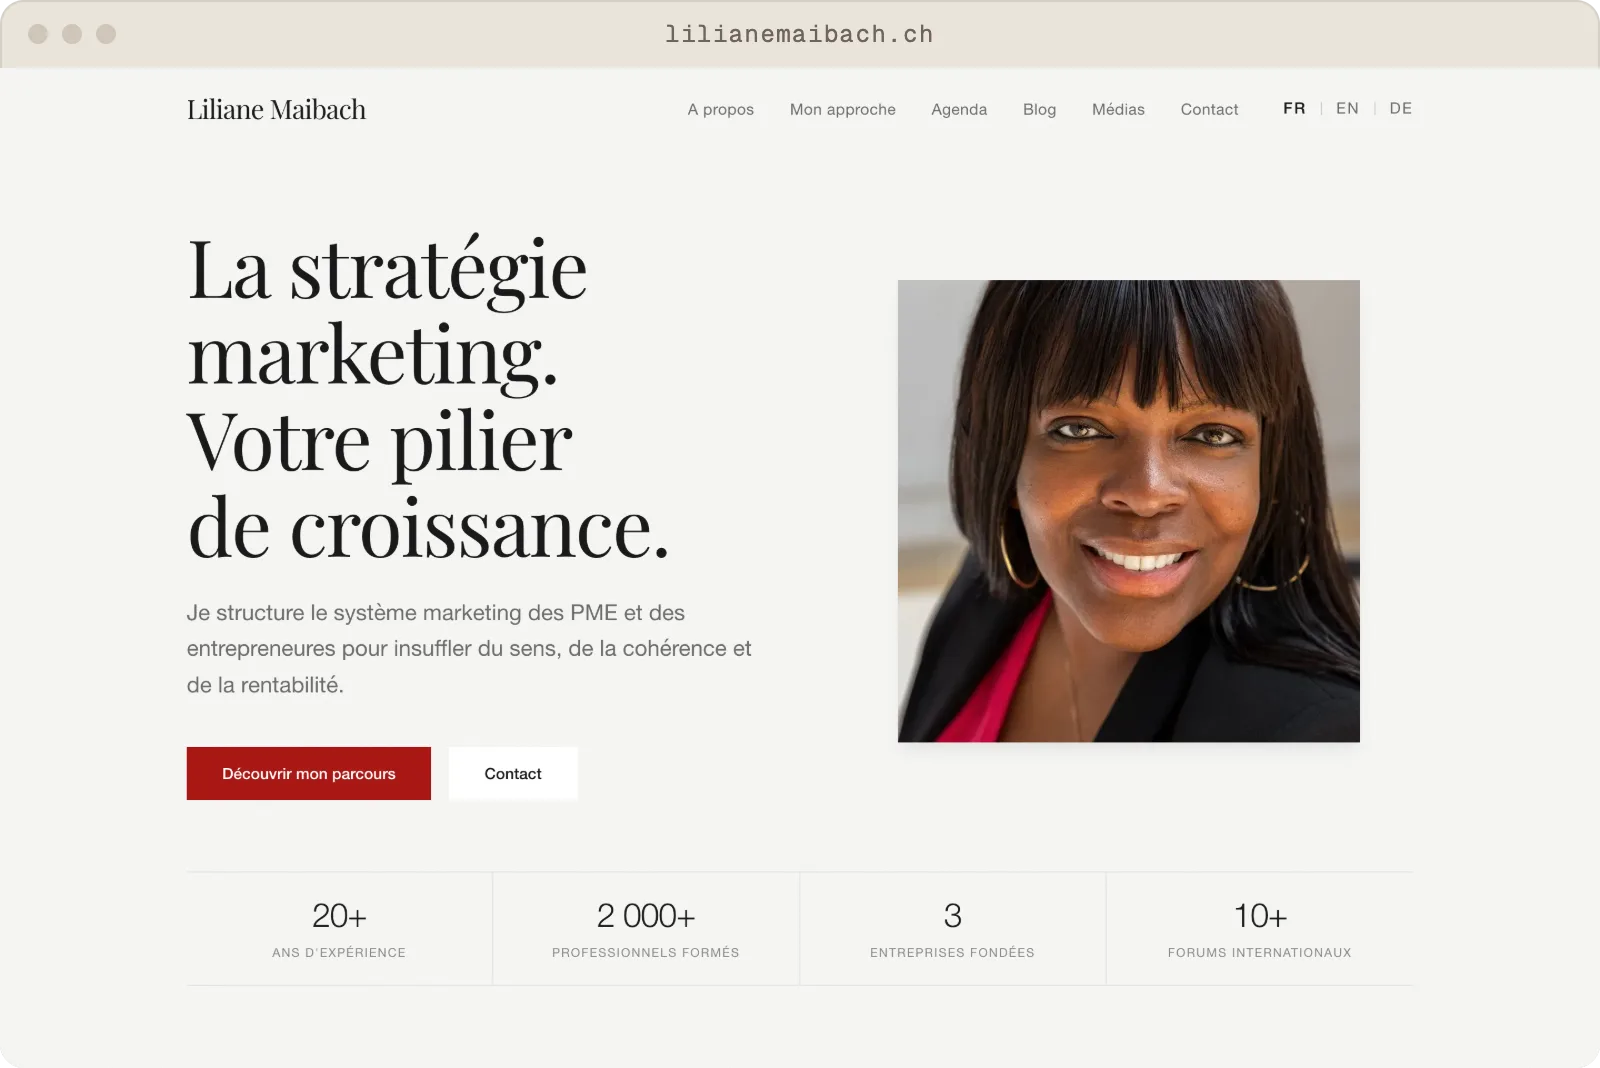 lilianemaibach.ch
Liliane Maibach
A propos
Mon approche
Agenda
Blog
Médias
Contact
FR | EN | DE
La stratégie
marketing.
Votre pilier
de croissance.
Je structure le système marketing des PME et des
entrepreneures pour insuffler du sens, de la cohérence et
de la rentabilité.
Découvrir mon parcours
Contact
20+
ANS D'EXPÉRIENCE
2 000+
PROFESSIONNELS FORMÉS
3
ENTREPRISES FONDÉES
10+
FORUMS INTERNATIONAUX